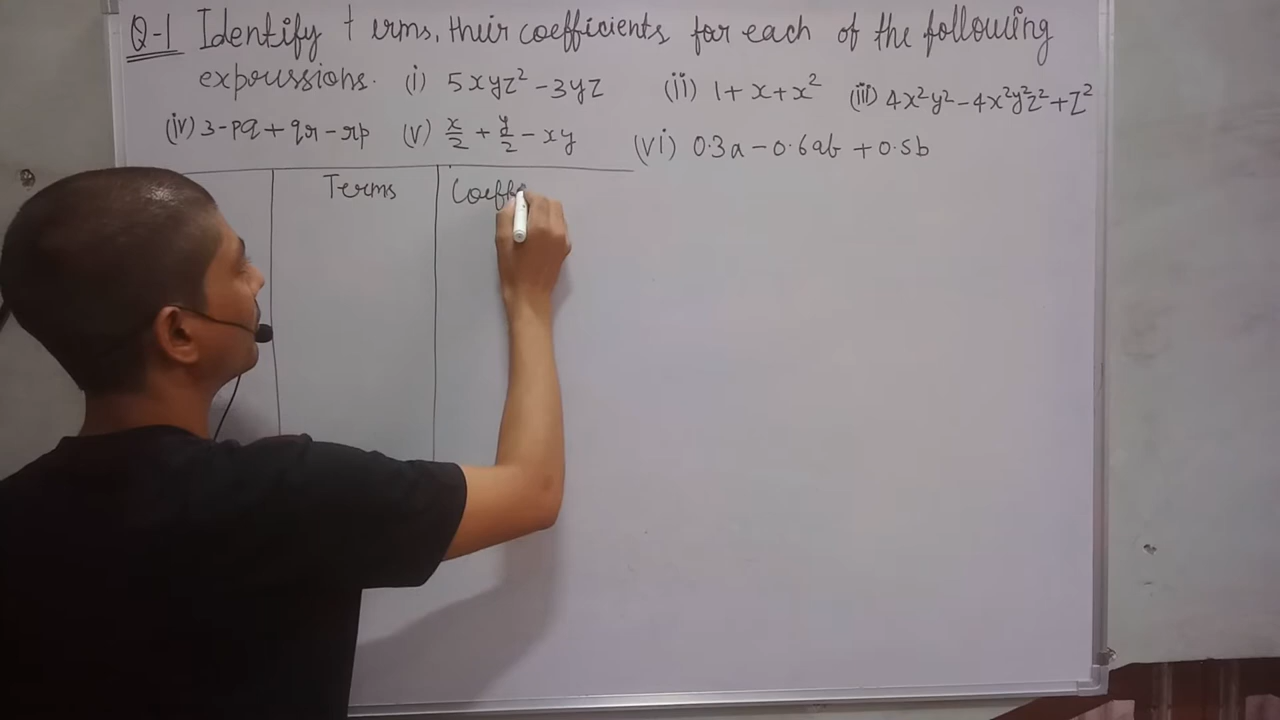 Q-1 Identify terms, their coefficients for each of the following
expressions. (i) 5xyz² - 3yz (ii) 1 + x + x² (iii) 4x²y² - 4x²y²z² + z²
(iv) 3 - pq + qr - rp (v) x/2 + y/2 - xy (vi) 0.3a - 0.6ab + 0.5b
Terms Coeff